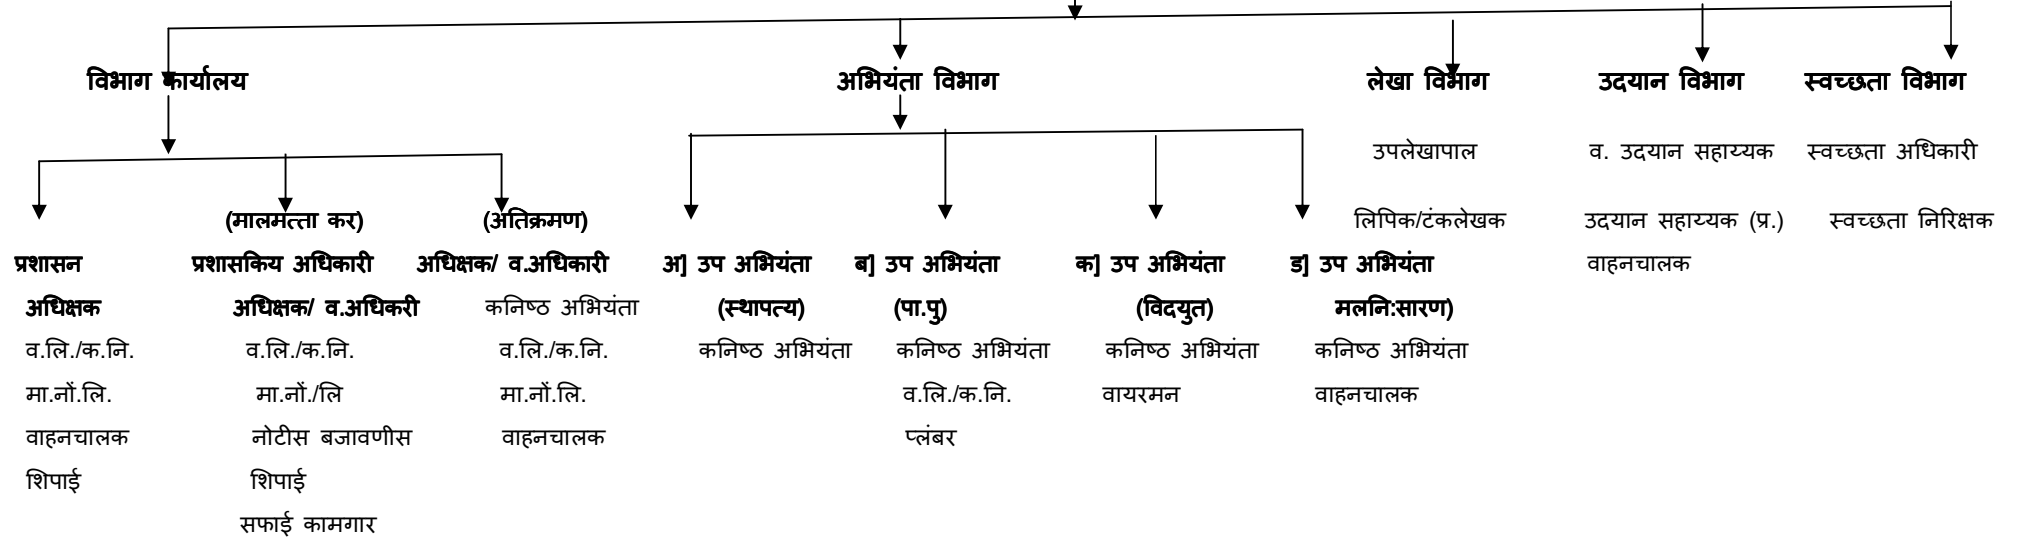 विभाग कार्यालय अभियंता विभाग लेखा विभाग उदयान विभाग स्वच्छता विभाग
उपलेखापाल व. उदयान सहाय्यक स्वच्छता अधिकारी
(मालमत्ता कर) (अतिक्रमण) लिपिक/टंकलेखक उदयान सहाय्यक (प्र.) स्वच्छता निरिक्षक
प्रशासन प्रशासकिय अधिकारी अधिक्षक/ व.अधिकारी अ] उप अभियंता ब] उप अभियंता क] उप अभियंता ड] उप अभियंता वाहनचालक
अधिक्षक अधिक्षक/ व.अधिकरी कनिष्ठ अभियंता (स्थापत्य) (पा.पु) (विदयुत) मलनि:सारण)
व.लि./क.नि. व.लि./क.नि. व.लि./क.नि. कनिष्ठ अभियंता कनिष्ठ अभियंता कनिष्ठ अभियंता कनिष्ठ अभियंता
मा.नों.लि. मा.नों./लि मा.नों.लि. व.लि./क.नि. वायरमन वाहनचालक
वाहनचालक नोटीस बजावणीस वाहनचालक प्लंबर
शिपाई शिपाई
सफाई कामगार